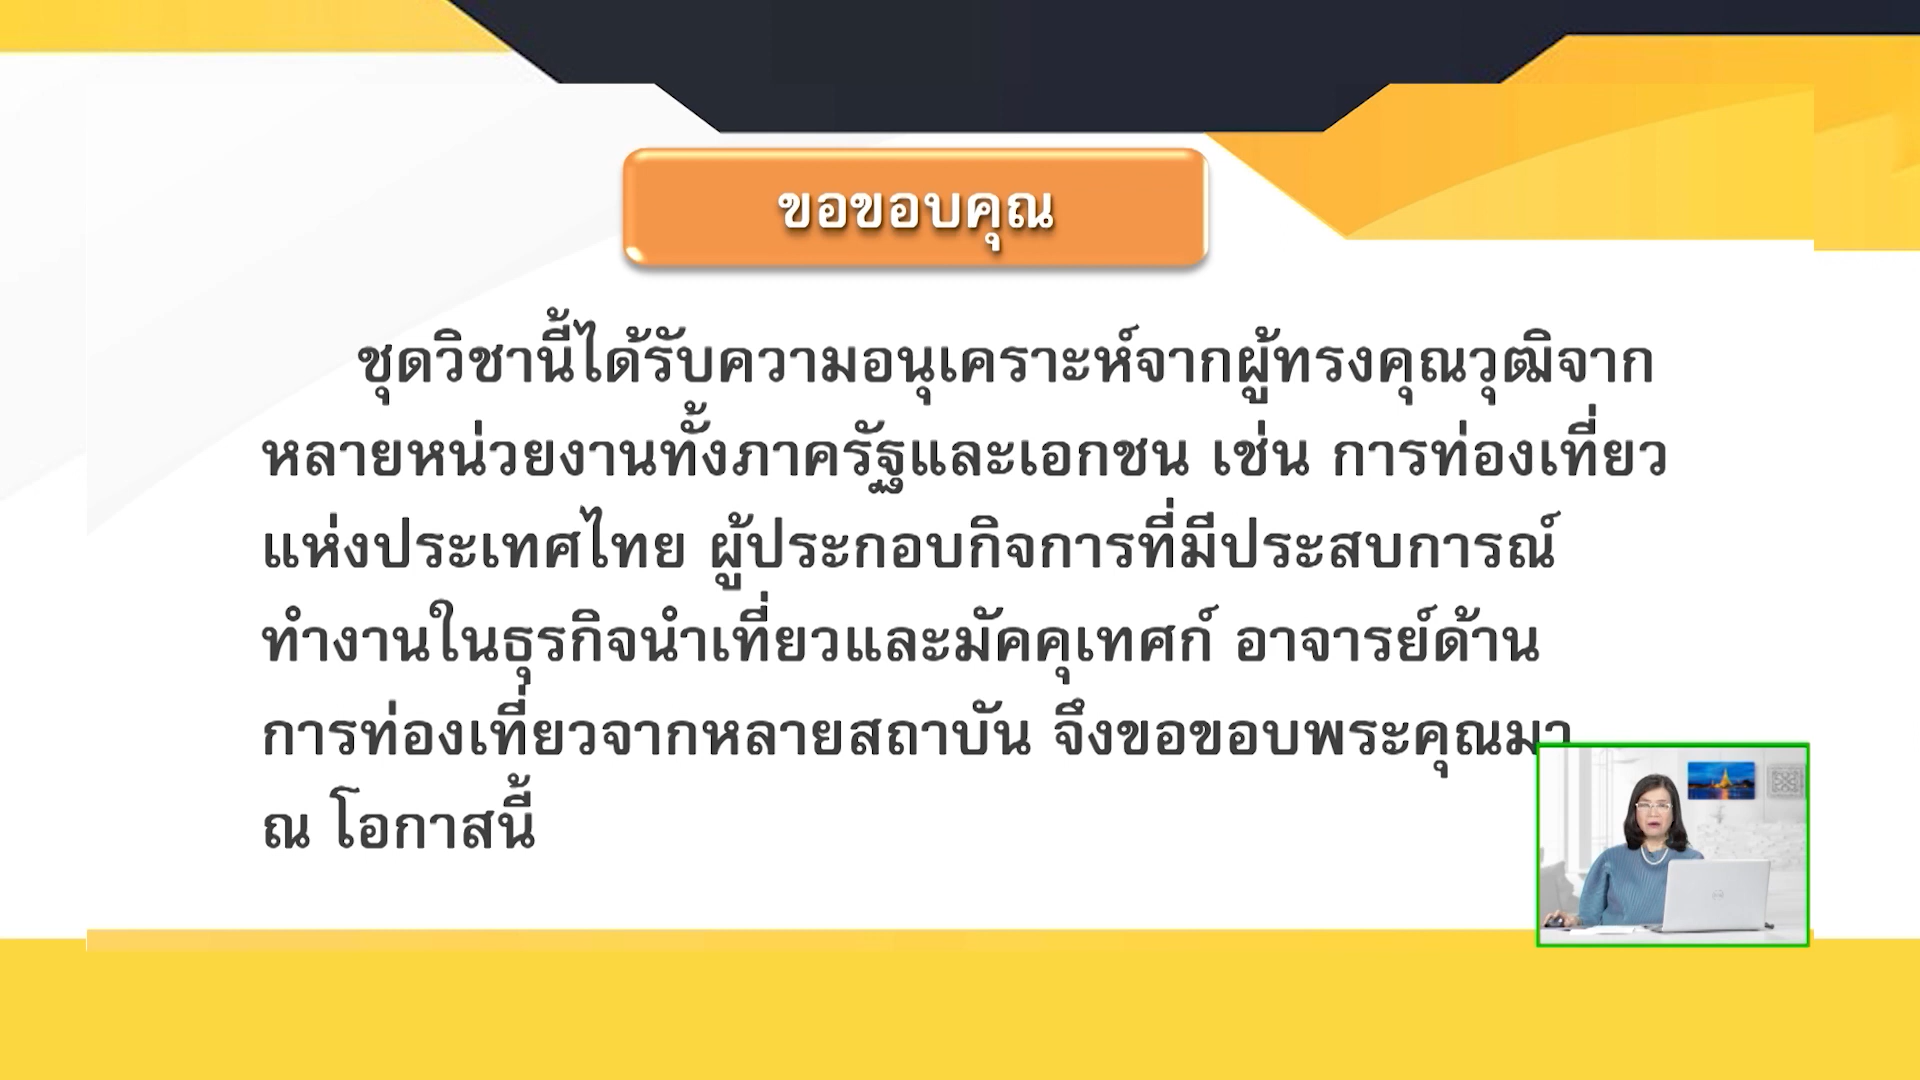 ขอขอบคุณ
ชุดวิชานี้ได้รับความอนุเคราะห์จากผู้ทรงคุณวุฒิจาก
หลายหน่วยงานทั้งภาครัฐและเอกชน เช่น การท่องเที่ยว
แห่งประเทศไทย ผู้ประกอบกิจการที่มีประสบการณ์
ทำงานในธุรกิจนำเที่ยวและมัคคุเทศก์ อาจารย์ด้าน
การท่องเที่ยวจากหลายสถาบัน จึงขอขอบพระคุณมา
ณ โอกาสนี้